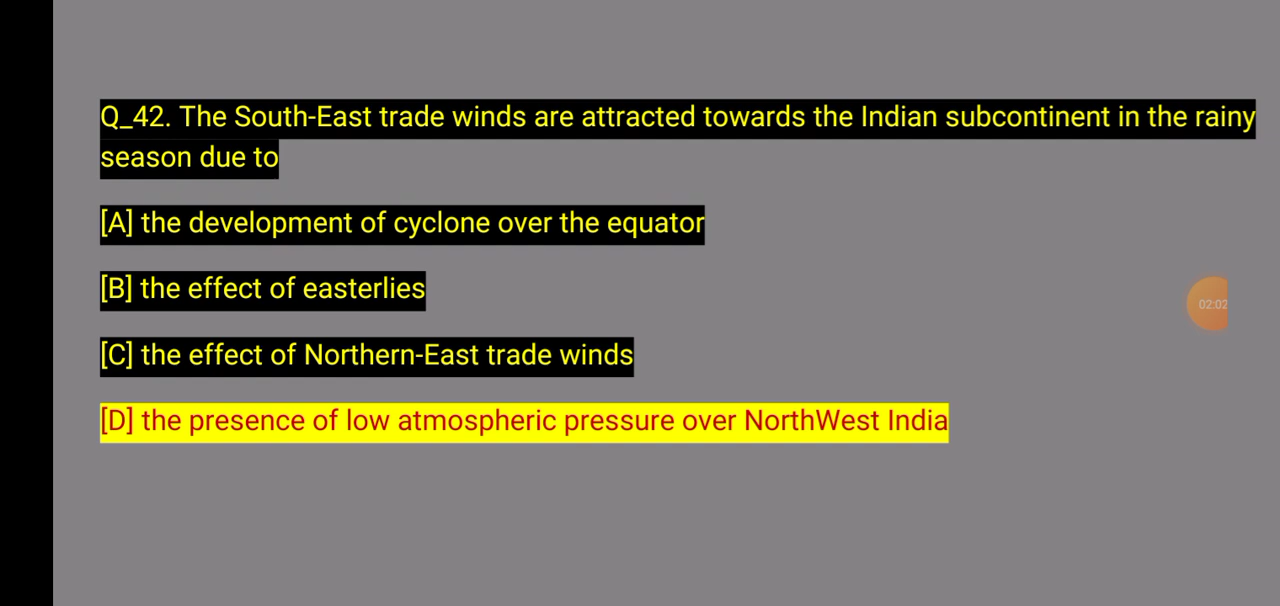 Q_42. The South-East trade winds are attracted towards the Indian subcontinent in the rainy
season due to
[A] the development of cyclone over the equator
[B] the effect of easterlies
02:02
[C] the effect of Northern-East trade winds
[D] the presence of low atmospheric pressure over NorthWest India